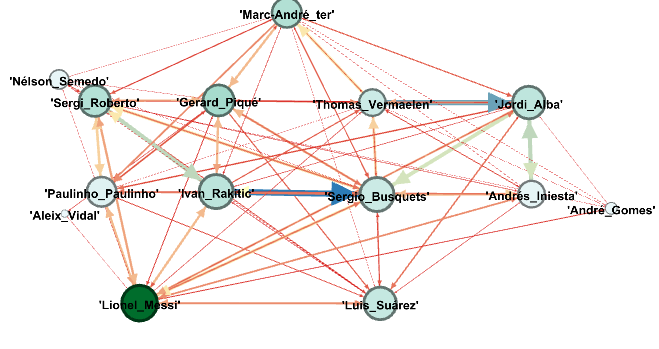 'Marc-André_ter'
'Nélson_Semedo'
'Sergi_Roberto'
'Gerard_Piqué'
'Thomas_Vermaelen'
'Jordi_Alba'
'Paulinho_Paulinho'
'Ivan_Rakitic'
'Sergio_Busquets'
'Andrés_Iniesta'
'Aleix_Vidal'
'André_Gomes'
'Lionel_Messi'
'Luis_Suárez'